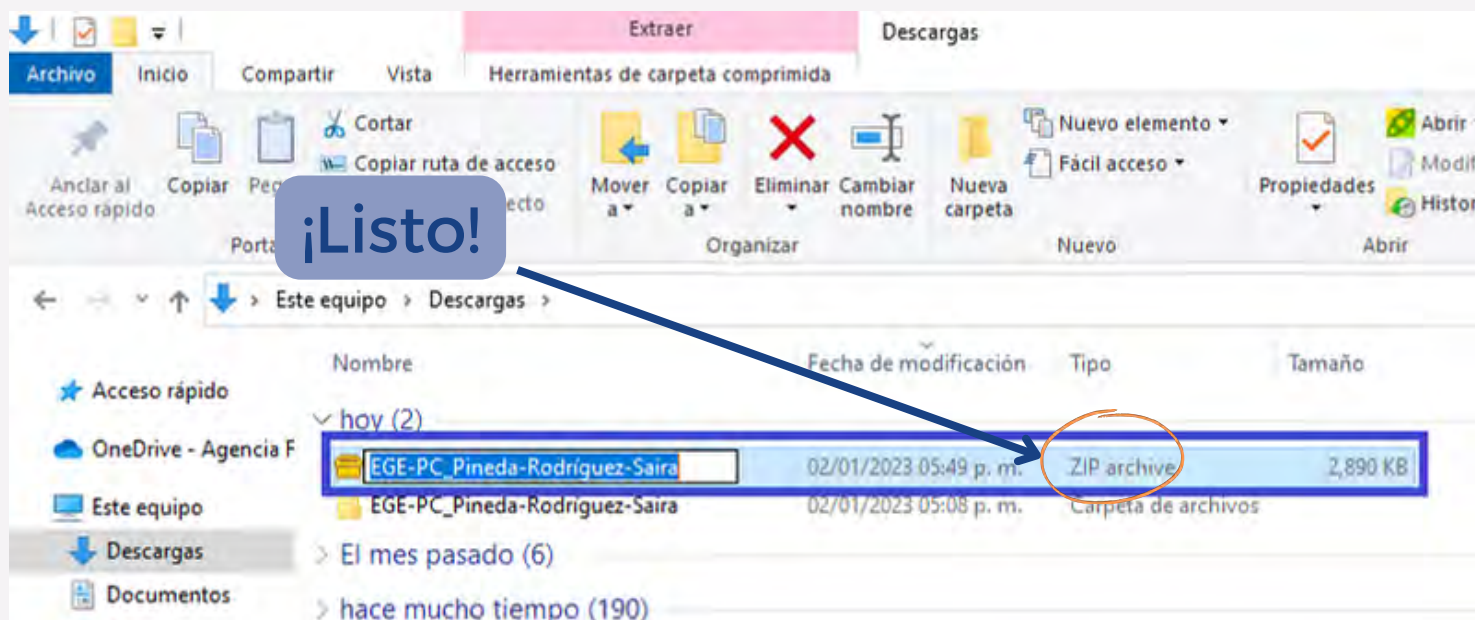 Extraer
Descargas
Archivo
Inicio
Compartir
Vista
Herramientas de carpeta comprimida
Anclar al
Acceso rápido
Copiar
Cortar
Copiar ruta de acceso
Mover
a
Copiar
a
Eliminar
Cambiar
nombre
Nueva
carpeta
Nuevo elemento
Fácil acceso
Propiedades
Abrir
Organizar
Nuevo
Abrir
¡Listo!
Este equipo > Descargas >
Nombre
Fecha de modificación
Tipo
Tamaño
Acceso rápido
OneDrive - Agencia F
Este equipo
Descargas
Documentos
hoy (2)
EGE-PC_Pineda-Rodríguez-Saira 02/01/2023 05:49 p. m. ZIP archive 2,890 KB
EGE-PC_Pineda-Rodríguez-Saira 02/01/2023 05:08 p. m. Carpeta de archivos
El mes pasado (6)
hace mucho tiempo (190)